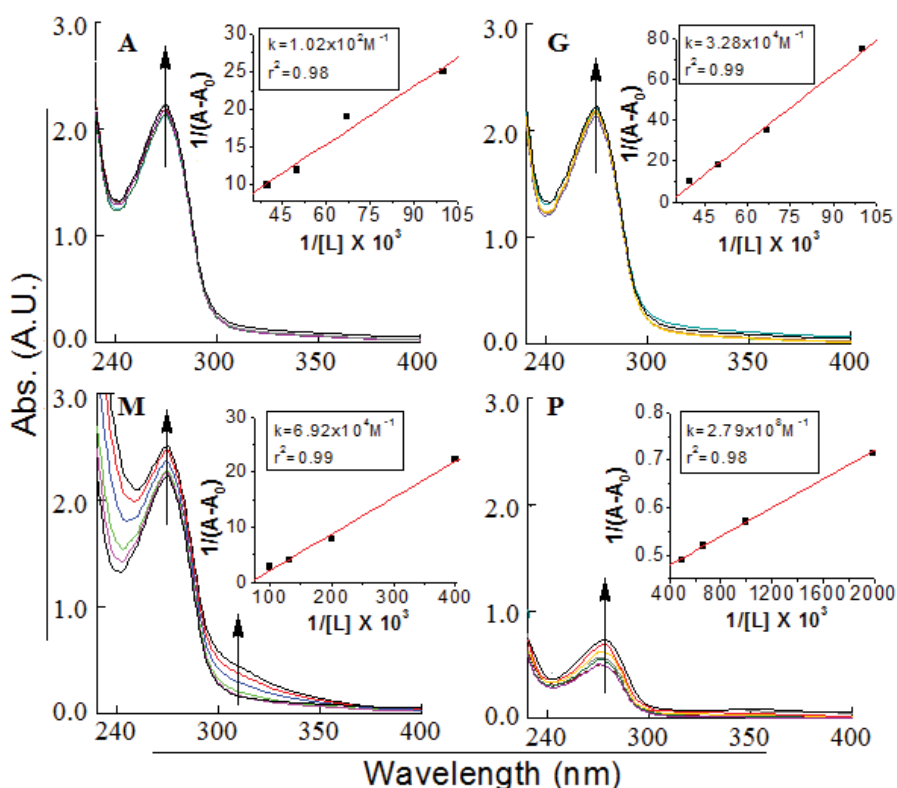 A
k=1.02x10²M⁻¹
r²=0.98
1/(A-A₀)
30
25
20
15
10
45 60 75 90 105
1/[L] X 10³
3.0
2.0
1.0
0.0
240 300 350 400
G
k=3.28x10⁴M⁻¹
r²=0.99
1/(A-A₀)
80
60
40
20
0
45 60 75 90 105
1/[L] X 10³
3.0
2.0
1.0
0.0
240 300 350 400
Abs. (A.U.)
M
k=6.92x10⁴M⁻¹
r²=0.99
1/(A-A₀)
30
20
10
0
100 200 300 400
1/[L] X 10³
3.0
2.0
1.0
0.0
240 300 350 400
P
k=2.79x10⁸M⁻¹
r²=0.98
1/(A-A₀)
0.8
0.7
0.6
0.5
400 800 1200 1600 2000
1/[L] X 10³
3.0
2.0
1.0
0.0
240 300 350 400
Wavelength (nm)